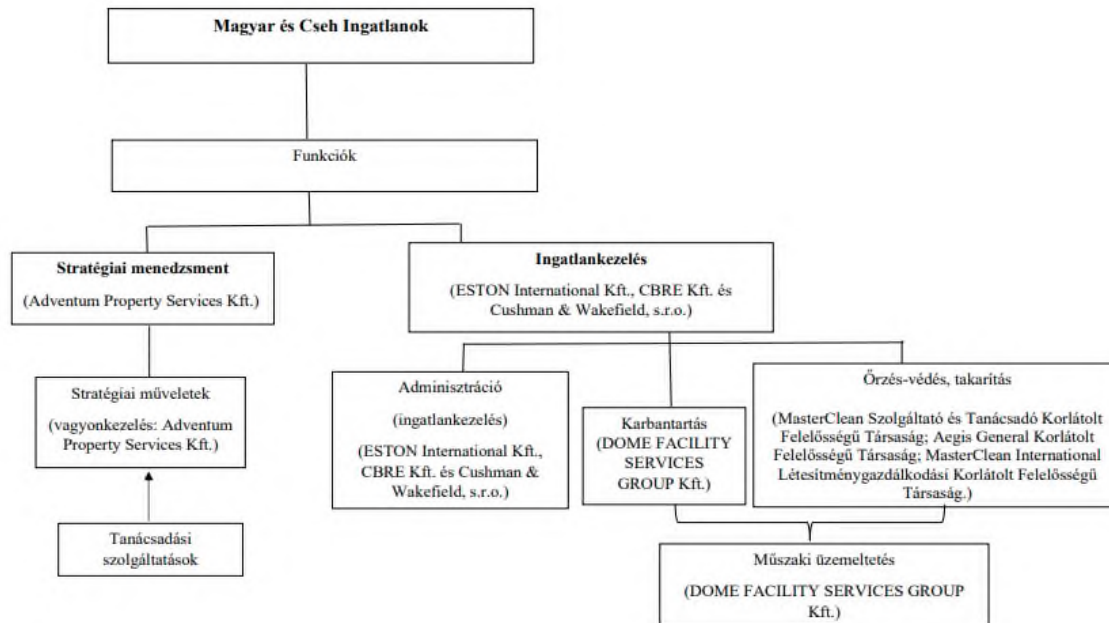 Magyar és Cseh Ingatlanok
Funkciók
Stratégiai menedzsment
(Adventum Property Services Kft.)
Ingatlankezelés
(ESTON International Kft., CBRE Kft. és
Cushman & Wakefield, s.r.o.)
Stratégiai műveletek
(vagyonkezelés: Adventum
Property Services Kft.)
Tanácsadási
szolgáltatások
Adminisztráció
(ingatlankezelés)
(ESTON International Kft.,
CBRE Kft. és Cushman &
Wakefield, s.r.o.)
Karbantartás
(DOME FACILITY
SERVICES
GROUP Kft.)
Őrzés-védés, takarítás
(MasterClean Szolgáltató és Tanácsadó Korlátolt
Felelősségű Társaság; Aegis General Korlátolt
Felelősségű Társaság; MasterClean International
Létesítménygazdálkodási Korlátolt Felelősségű
Társaság.)
Műszaki üzemeltetés
(DOME FACILITY SERVICES GROUP
Kft.)